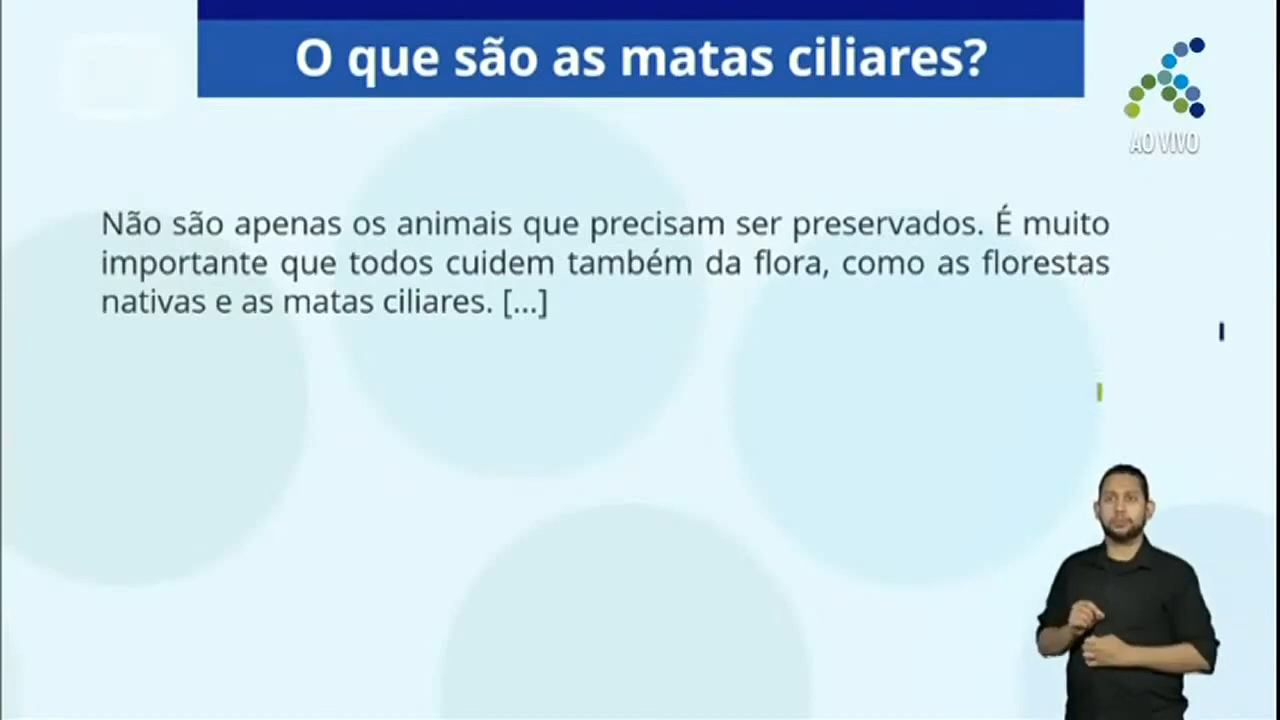 O que são as matas ciliares?
AO VIVO
Não são apenas os animais que precisam ser preservados. É muito
importante que todos cuidem também da flora, como as florestas
nativas e as matas ciliares. [...]